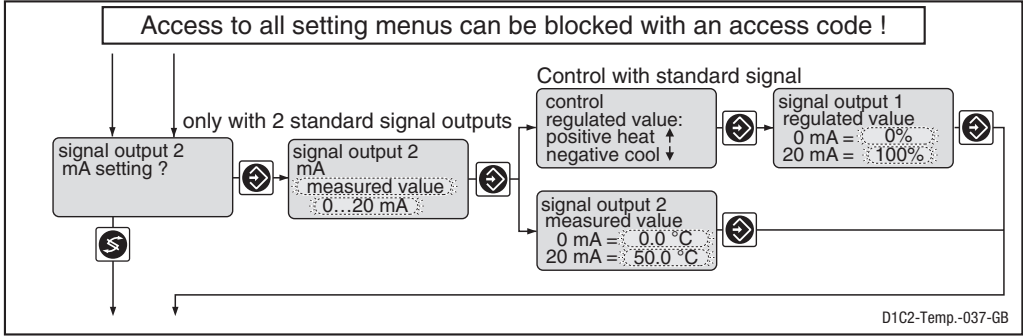 Access to all setting menus can be blocked with an access code !
Control with standard signal
only with 2 standard signal outputs
signal output 2
mA setting ?
signal output 2
mA
measured value
0...20 mA
control
regulated value:
positive heat
negative cool
signal output 1
regulated value
0 mA = 0%
20 mA = 100%
signal output 2
measured value
0 mA = 0.0 °C
20 mA = 50.0 °C
D1C2-Temp.-037-GB